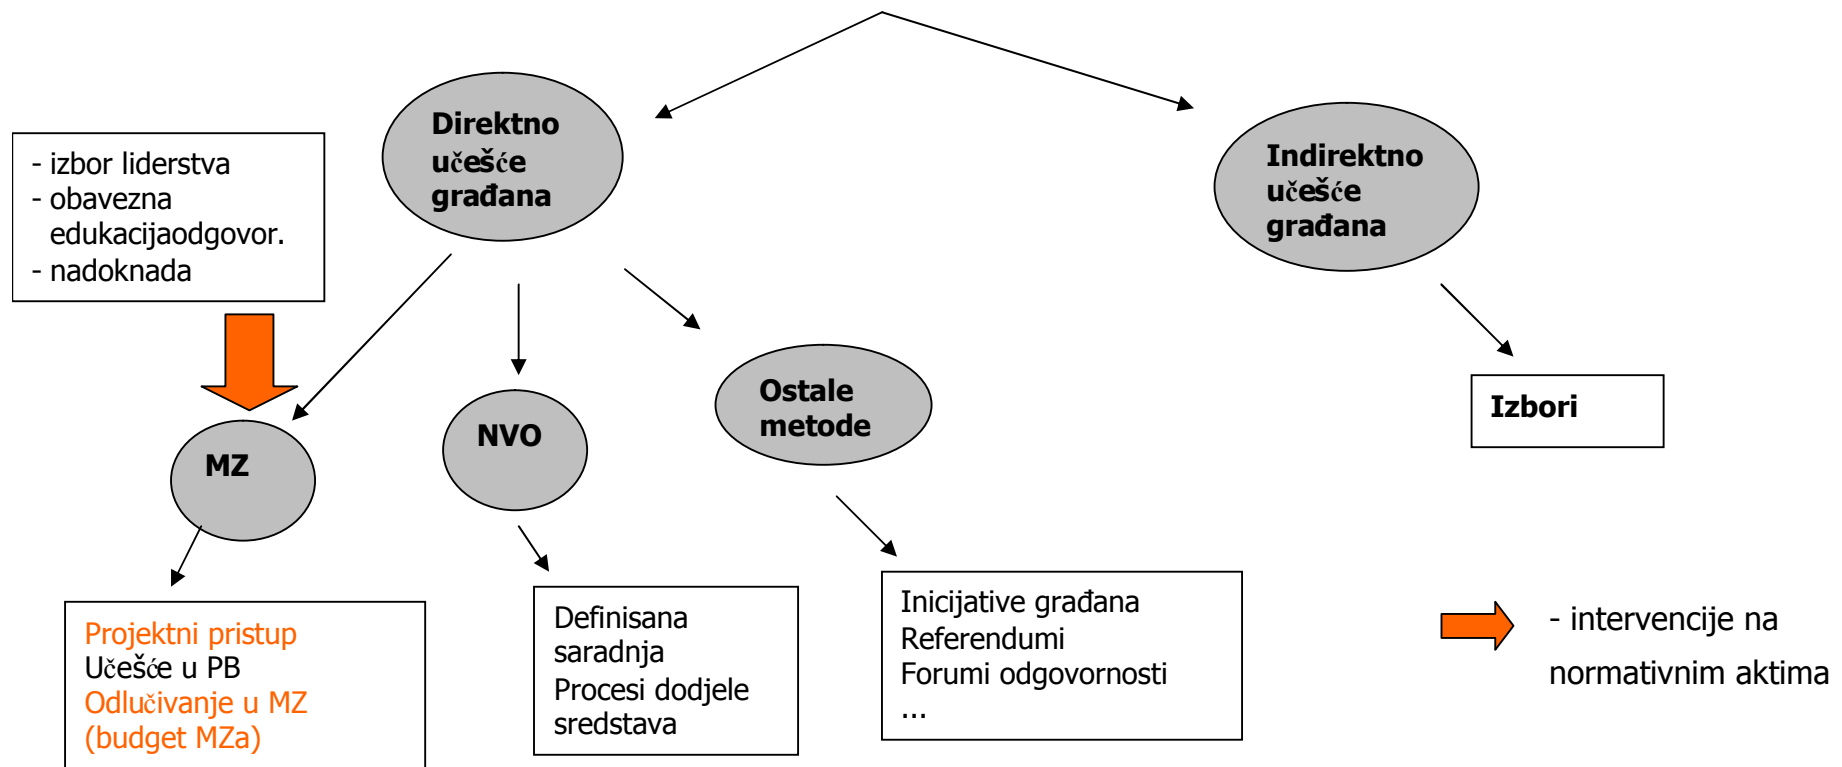 Direktno
učešće
građana
Indirektno
učešće
građana
- izbor liderstva
- obavezna
edukacijaodgovor.
- nadoknada
MZ
NVO
Ostale
metode
Izbori
Projektni pristup
Učešće u PB
Odlučivanje u MZ
(budget MZa)
Definisana
saradnja
Procesi dodjele
sredstava
Inicijative građana
Referendumi
Forumi odgovornosti
...
- intervencije na
normativnim aktima